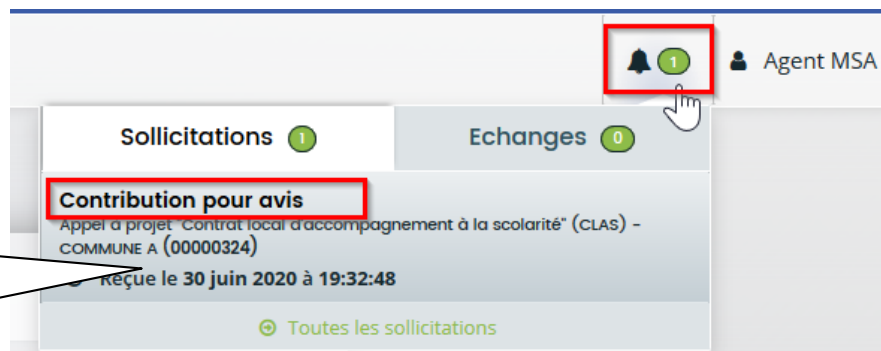 1 Agent MSA
Sollicitations 1 Echanges 0
Contribution pour avis
Appel à projet "Contrat local d'accompagnement à la scolarité" (CLAS) -
COMMUNE A (00000324)
Reçue le 30 juin 2020 à 19:32:48
Toutes les sollicitations